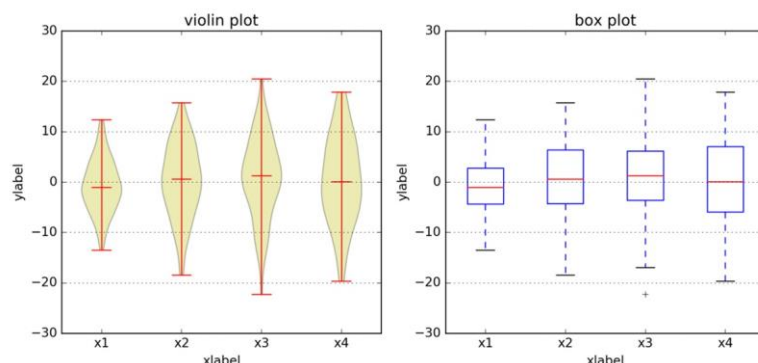 violin plot
30
20
10
0
−10
−20
−30
ylabel
x1 x2 x3 x4
xlabel
box plot
30
20
10
0
−10
−20
−30
ylabel
x1 x2 x3 x4
xlabel